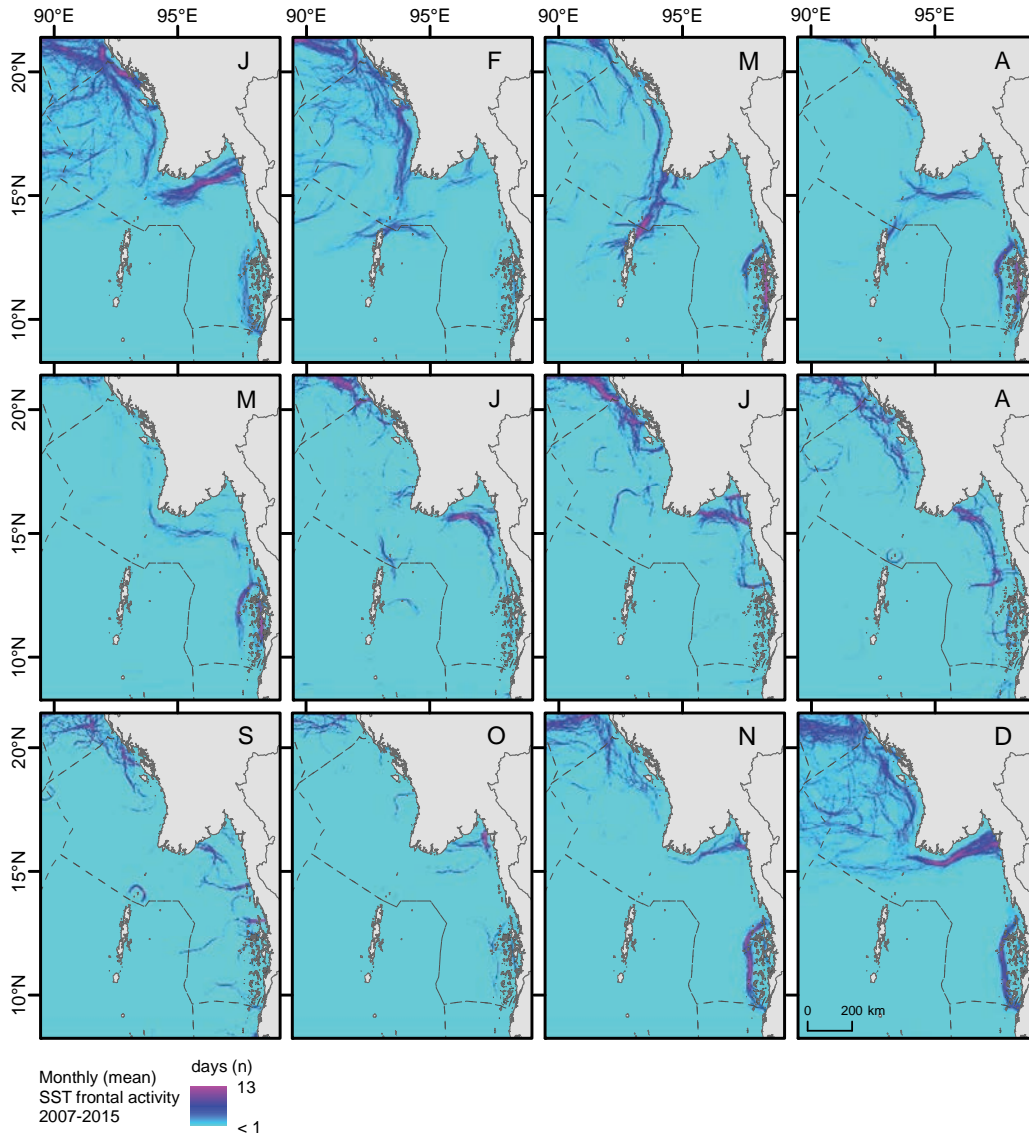 90°E 95°E 90°E 95°E 90°E 95°E 90°E 95°E
20°N
15°N
10°N
J F M A
20°N
15°N
10°N
M J J A
20°N
15°N
10°N
S O N D
0 200 km
Monthly (mean)
SST frontal activity
2007-2015
days (n)
13
< 1